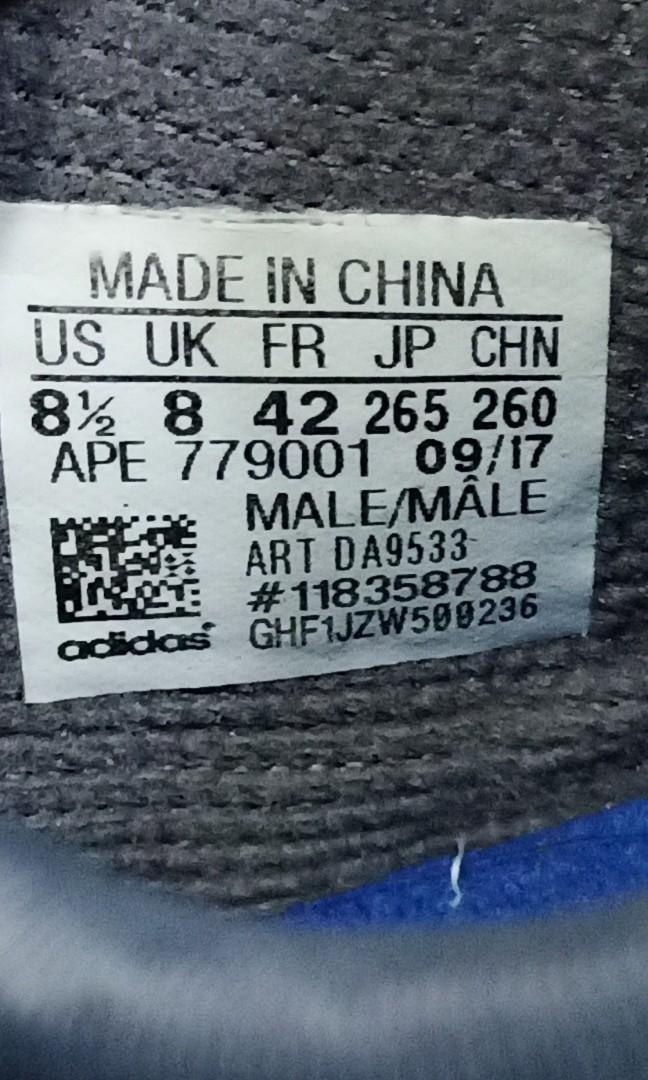 MADE IN CHINA
US UK FR JP CHN
8½ 8 42 265 260
APE 779001 09/17
MALE/MÂLE
ART DA9533
#118358788
GHF1JZW500236
adidas